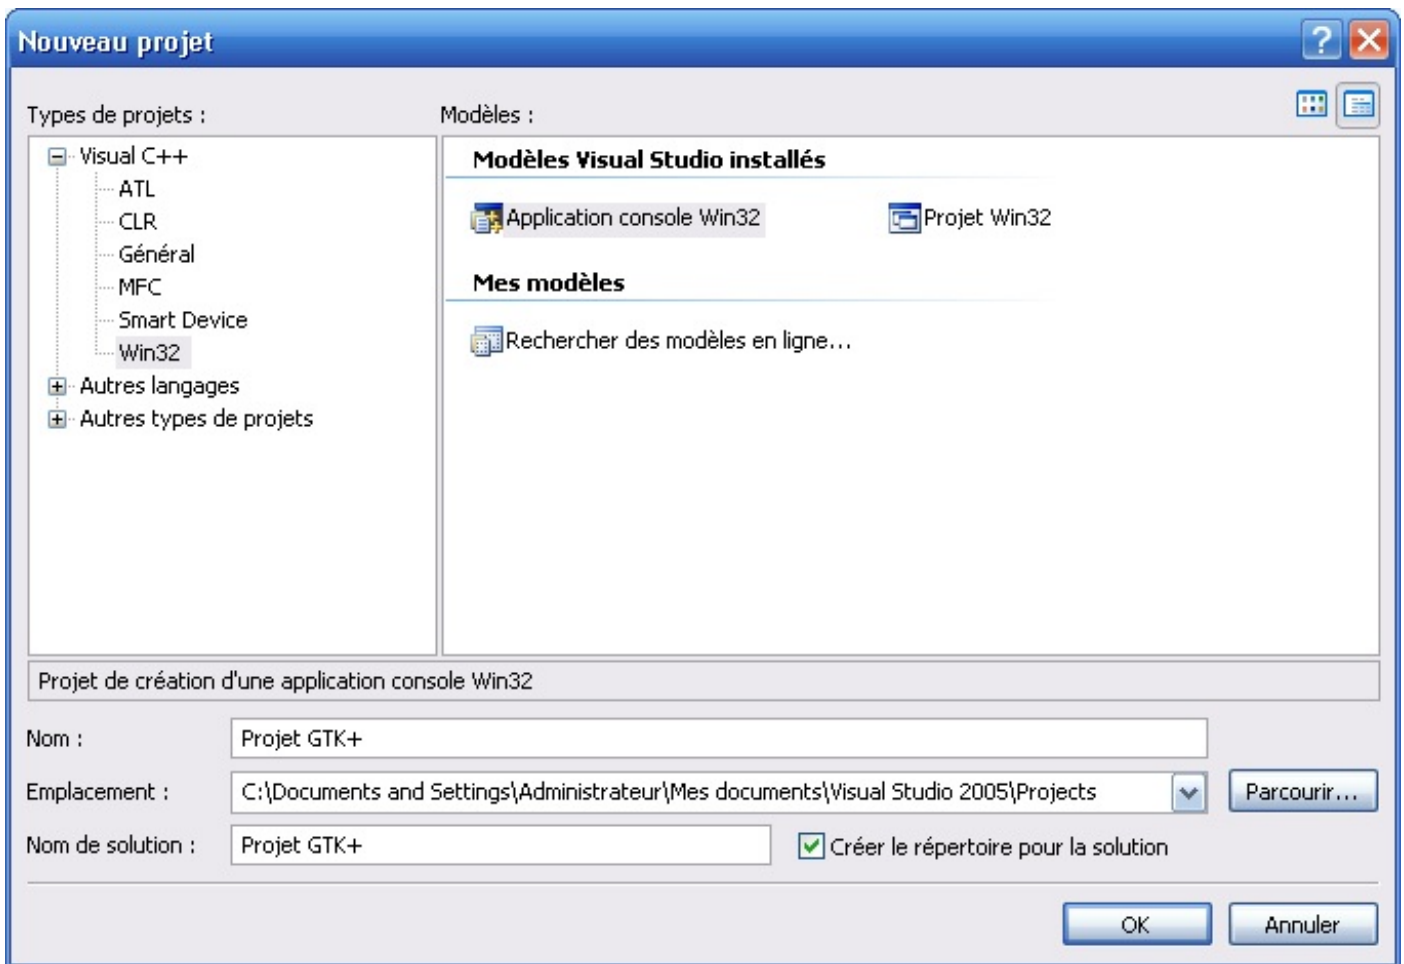 Nouveau projet
Types de projets :
Modèles :
Visual C++
ATL
CLR
Général
MFC
Smart Device
Win32
Autres langages
Autres types de projets
Modèles Visual Studio installés
Application console Win32
Projet Win32
Mes modèles
Rechercher des modèles en ligne...
Projet de création d'une application console Win32
Nom :
Projet GTK+
Emplacement :
C:\Documents and Settings\Administrateur\Mes documents\Visual Studio 2005\Projects
Parcourir...
Nom de solution :
Projet GTK+
Créer le répertoire pour la solution
OK
Annuler